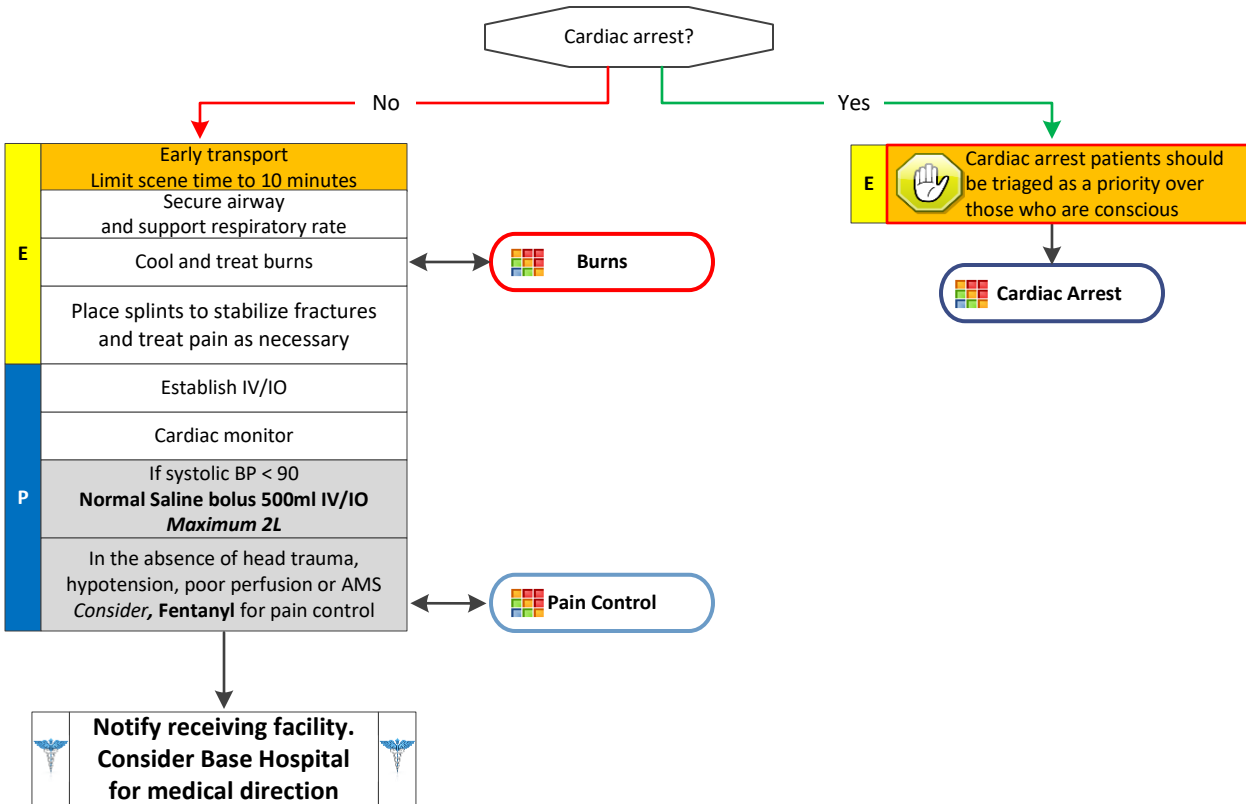 Cardiac arrest?
No
Yes
E
Early transport
Limit scene time to 10 minutes
Secure airway
and support respiratory rate
Cool and treat burns
Place splints to stabilize fractures
and treat pain as necessary
Burns
E
Cardiac arrest patients should
be triaged as a priority over
those who are conscious
Cardiac Arrest
P
Establish IV/IO
Cardiac monitor
If systolic BP < 90
Normal Saline bolus 500ml IV/IO
Maximum 2L
In the absence of head trauma,
hypotension, poor perfusion or AMS
Consider, Fentanyl for pain control
Pain Control
Notify receiving facility.
Consider Base Hospital
for medical direction